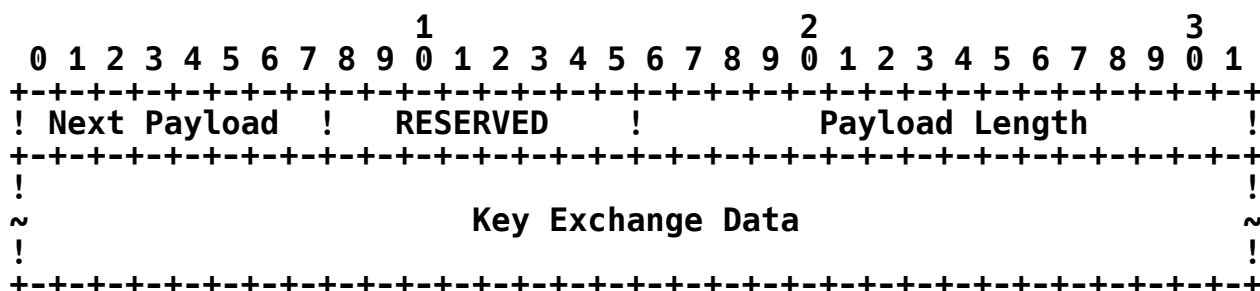 1                   2                   3
 0 1 2 3 4 5 6 7 8 9 0 1 2 3 4 5 6 7 8 9 0 1 2 3 4 5 6 7 8 9 0 1
+-+-+-+-+-+-+-+-+-+-+-+-+-+-+-+-+-+-+-+-+-+-+-+-+-+-+-+-+-+-+-+-+
! Next Payload  !   RESERVED    !         Payload Length        !
+-+-+-+-+-+-+-+-+-+-+-+-+-+-+-+-+-+-+-+-+-+-+-+-+-+-+-+-+-+-+-+-+
!                                                               !
~                       Key Exchange Data                       ~
!                                                               !
+-+-+-+-+-+-+-+-+-+-+-+-+-+-+-+-+-+-+-+-+-+-+-+-+-+-+-+-+-+-+-+-+